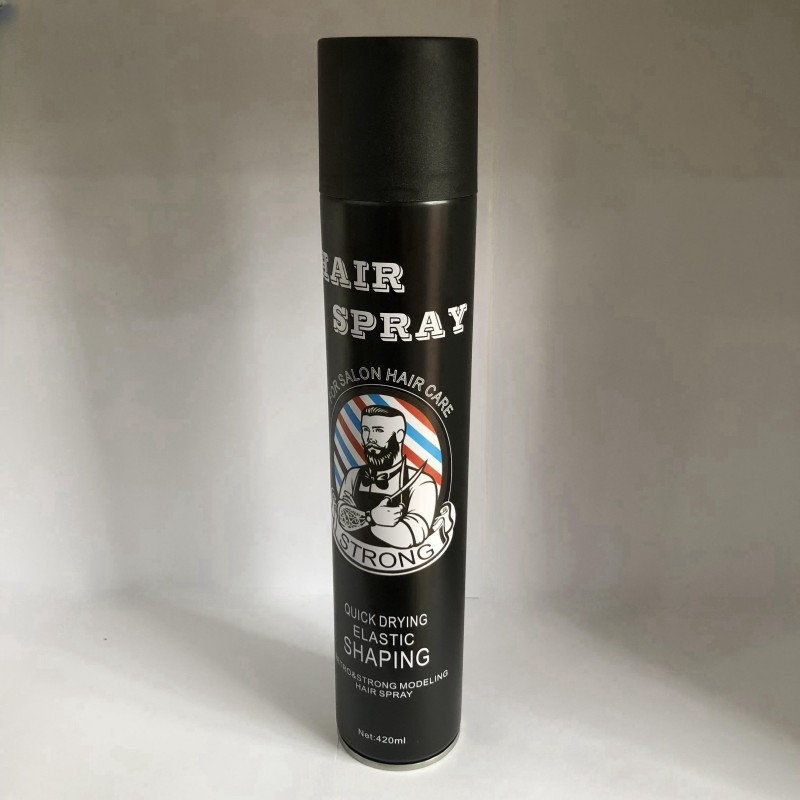 HAIR
SPRAY
FOR SALON HAIR CARE
STRONG
QUICK DRYING
ELASTIC
SHAPING
&STRONG MODELING
HAIR SPRAY
Net:420ml